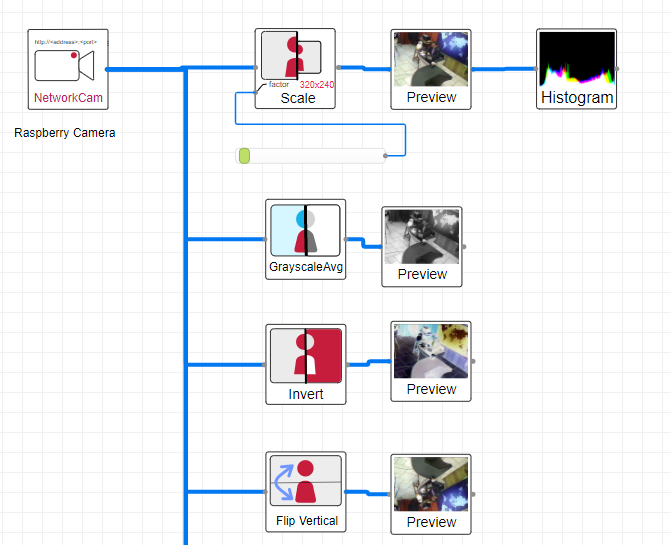 http://<address>:<port>
NetworkCam
Raspberry Camera
factor
320x240
Scale
Preview
Histogram
GrayscaleAvg
Preview
Invert
Preview
Flip Vertical
Preview